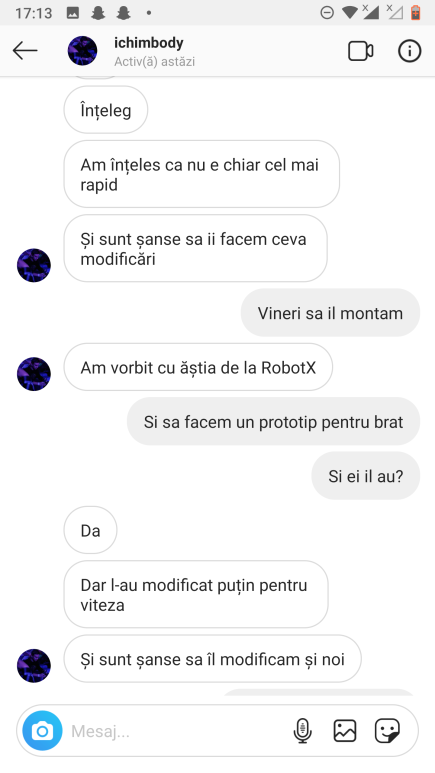 17:13
ichimbody
Activ(ă) astăzi
Înțeleg
Am înțeles ca nu e chiar cel mai
rapid
Și sunt șanse sa ii facem ceva
modificări
Vineri sa il montam
Am vorbit cu ăștia de la RobotX
Si sa facem un prototip pentru brat
Si ei il au?
Da
Dar l-au modificat puțin pentru
viteza
Și sunt șanse sa îl modificam și noi
Mesaj...